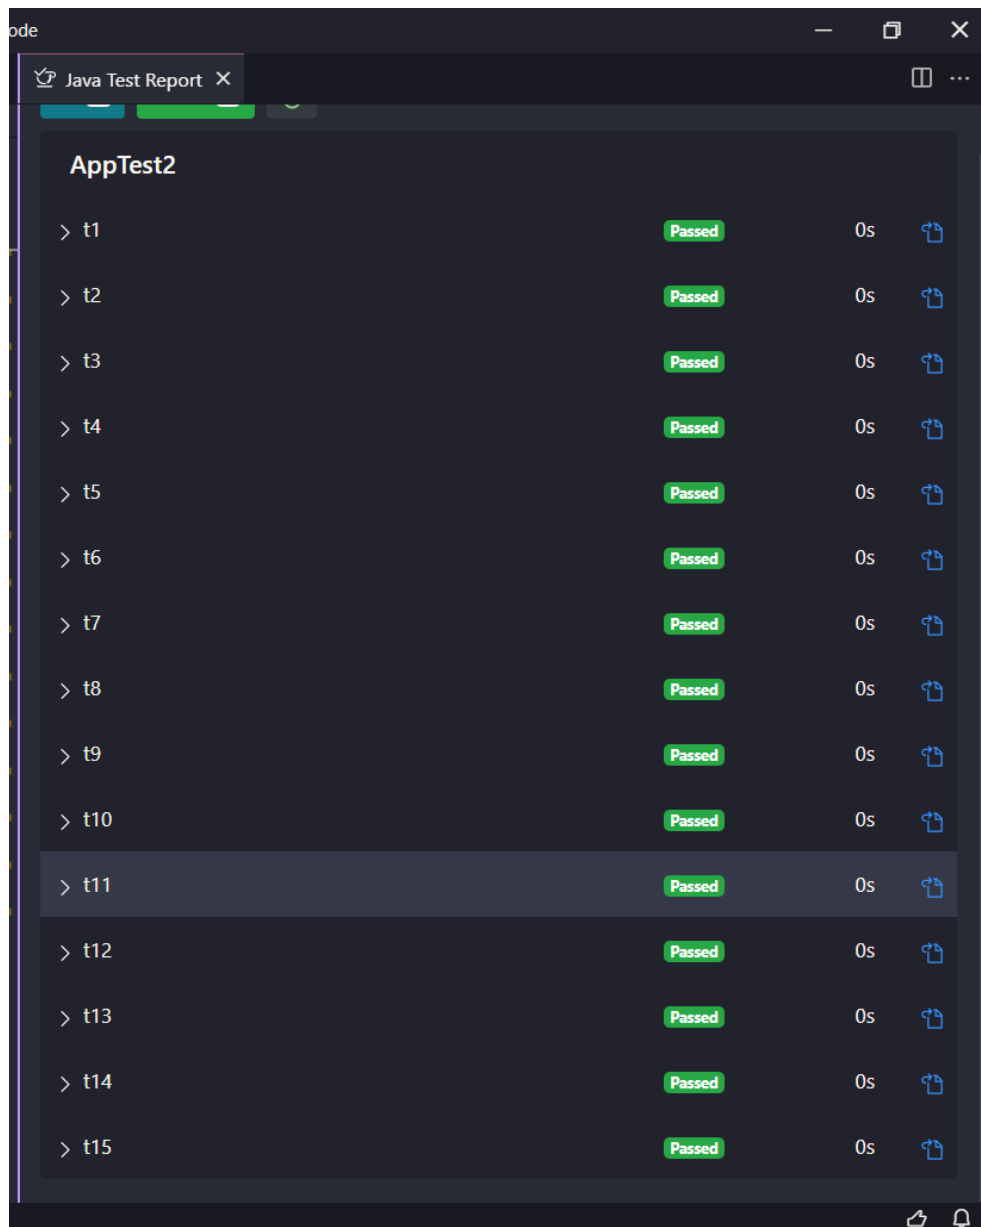 ode
Java Test Report
AppTest2
t1 Passed 0s
t2 Passed 0s
t3 Passed 0s
t4 Passed 0s
t5 Passed 0s
t6 Passed 0s
t7 Passed 0s
t8 Passed 0s
t9 Passed 0s
t10 Passed 0s
t11 Passed 0s
t12 Passed 0s
t13 Passed 0s
t14 Passed 0s
t15 Passed 0s